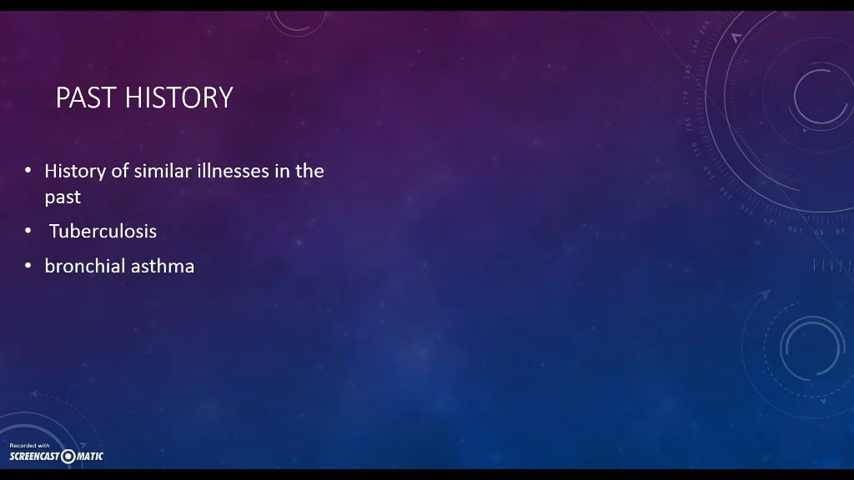 PAST HISTORY
• History of similar illnesses in the
past
• Tuberculosis
• bronchial asthma
Recorded with
SCREENCAST MATIC